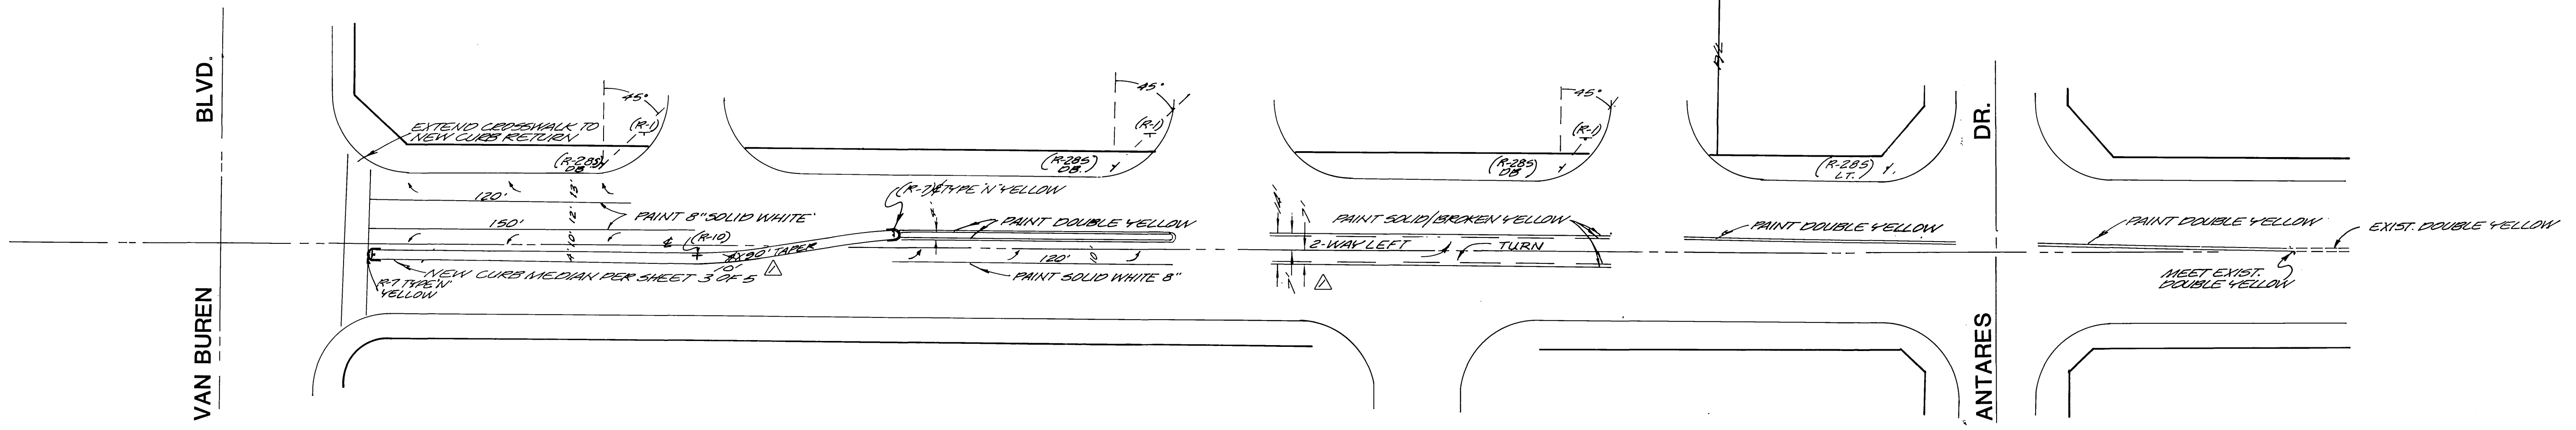 VAN BUREN BLVD.
EXTEND CROSSWALK TO
NEW CURB RETURN
45°
(R-1)
(R-28S)
DB
120'
13'
12'
10'
4'
150'
PAINT 8" SOLID WHITE
(R-10)
NEW CURB MEDIAN PER SHEET 3 OF 5
R-7 TYPE 'N'
YELLOW
90' TAPER
10'
(R-7) & TYPE 'N' YELLOW
PAINT DOUBLE YELLOW
120'
PAINT SOLID WHITE 8"
45°
(R-1)
(R-28S)
DB.
PAINT SOLID/BROKEN YELLOW
2-WAY LEFT TURN
45°
(R-1)
(R-28S)
DB
(R-28S)
LT.
PAINT DOUBLE YELLOW
ANTARES DR.
PAINT DOUBLE YELLOW
EXIST. DOUBLE YELLOW
MEET EXIST.
DOUBLE YELLOW